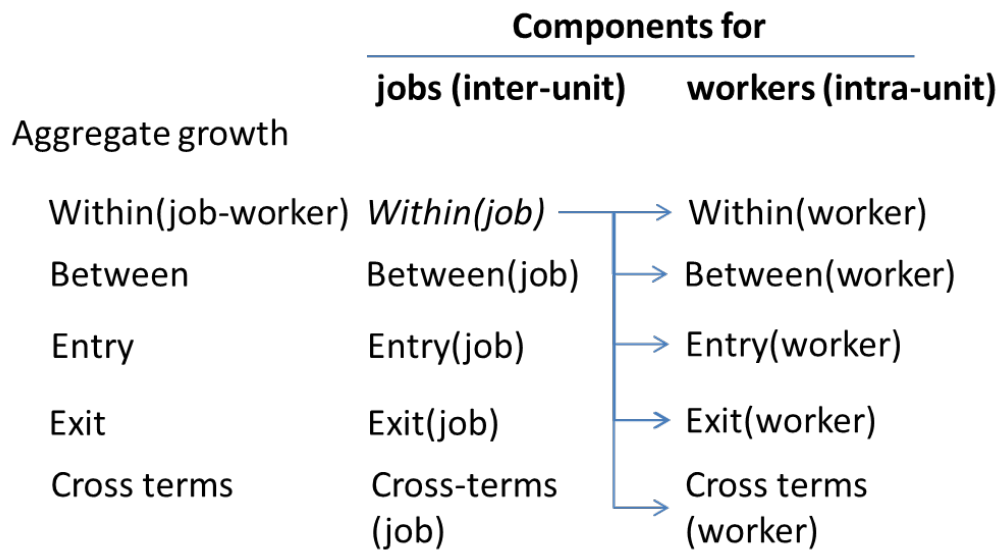 Components for
jobs (inter-unit) workers (intra-unit)
Aggregate growth
Within(job-worker) Within(job) Within(worker)
Between Between(job) Between(worker)
Entry Entry(job) Entry(worker)
Exit Exit(job) Exit(worker)
Cross terms Cross-terms Cross terms
(job) (worker)